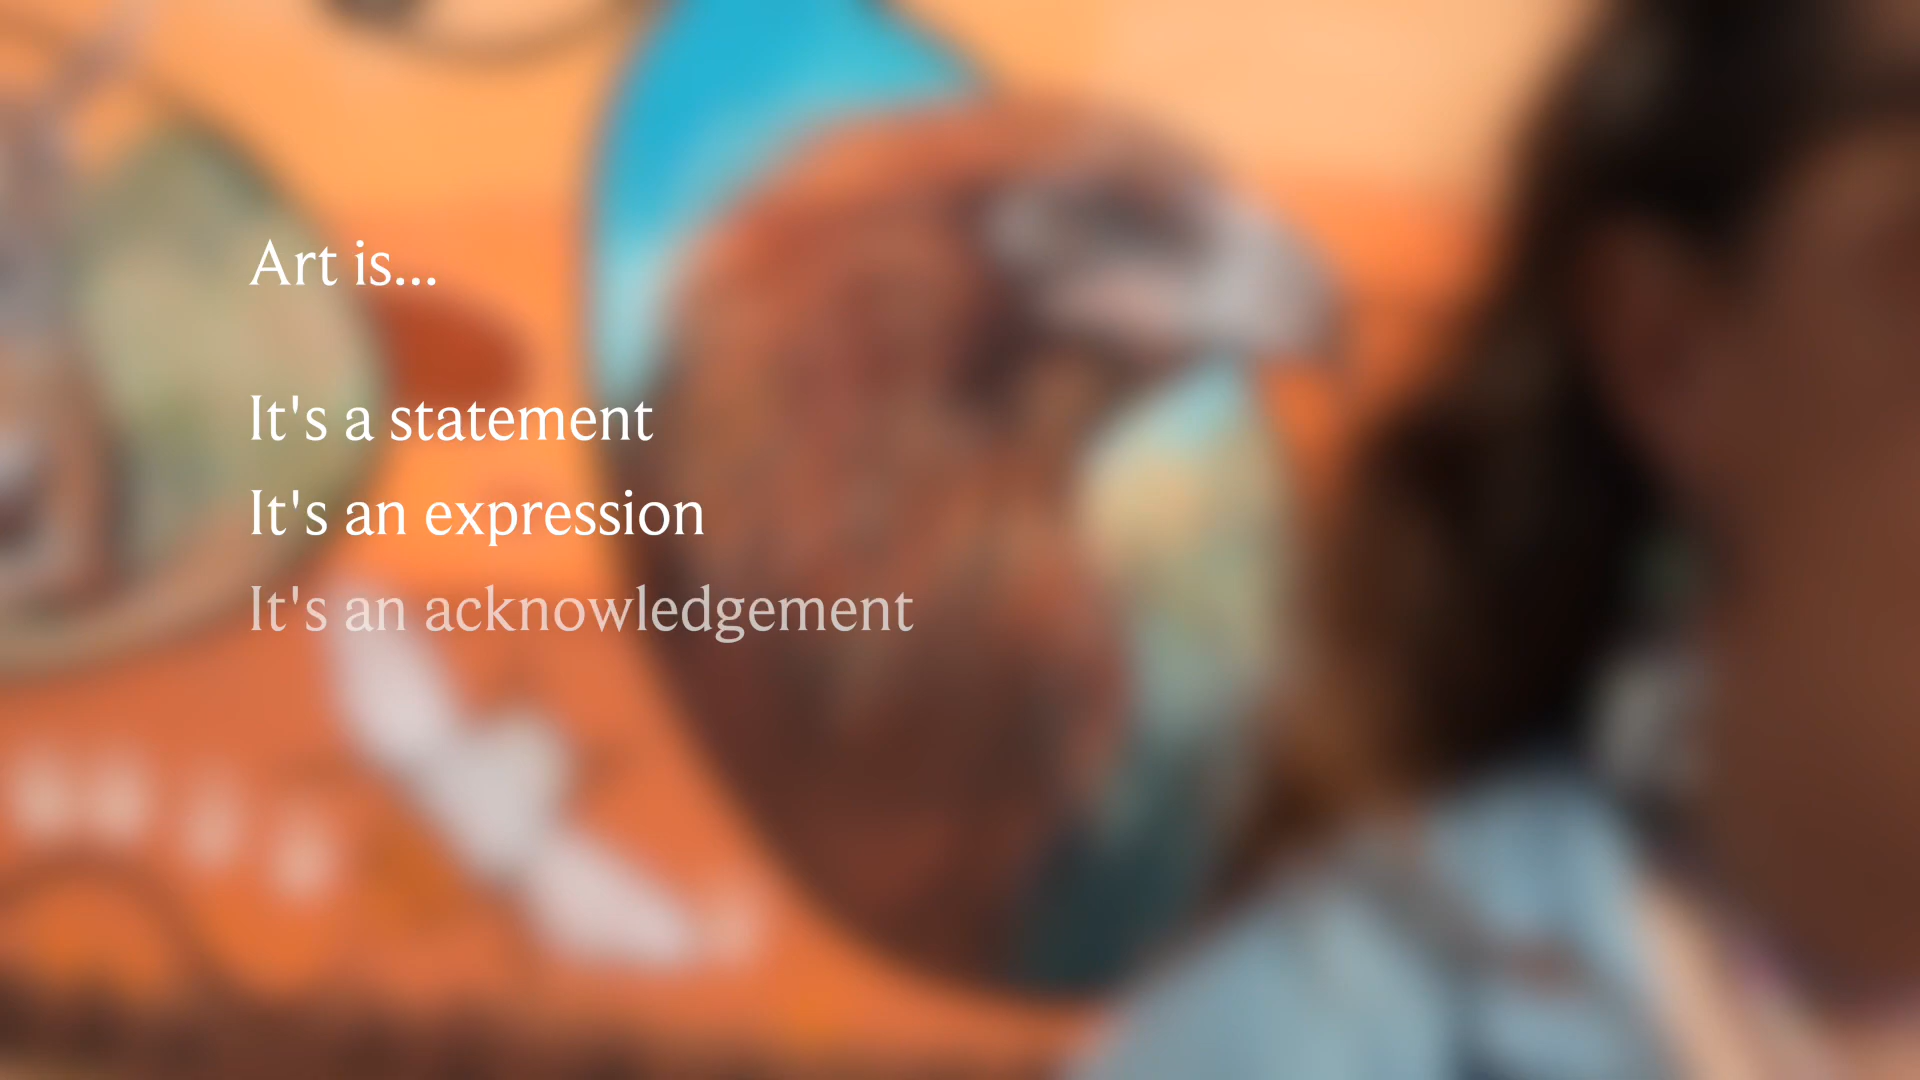 Art is...
It's a statement
It's an expression
It's an acknowledgement